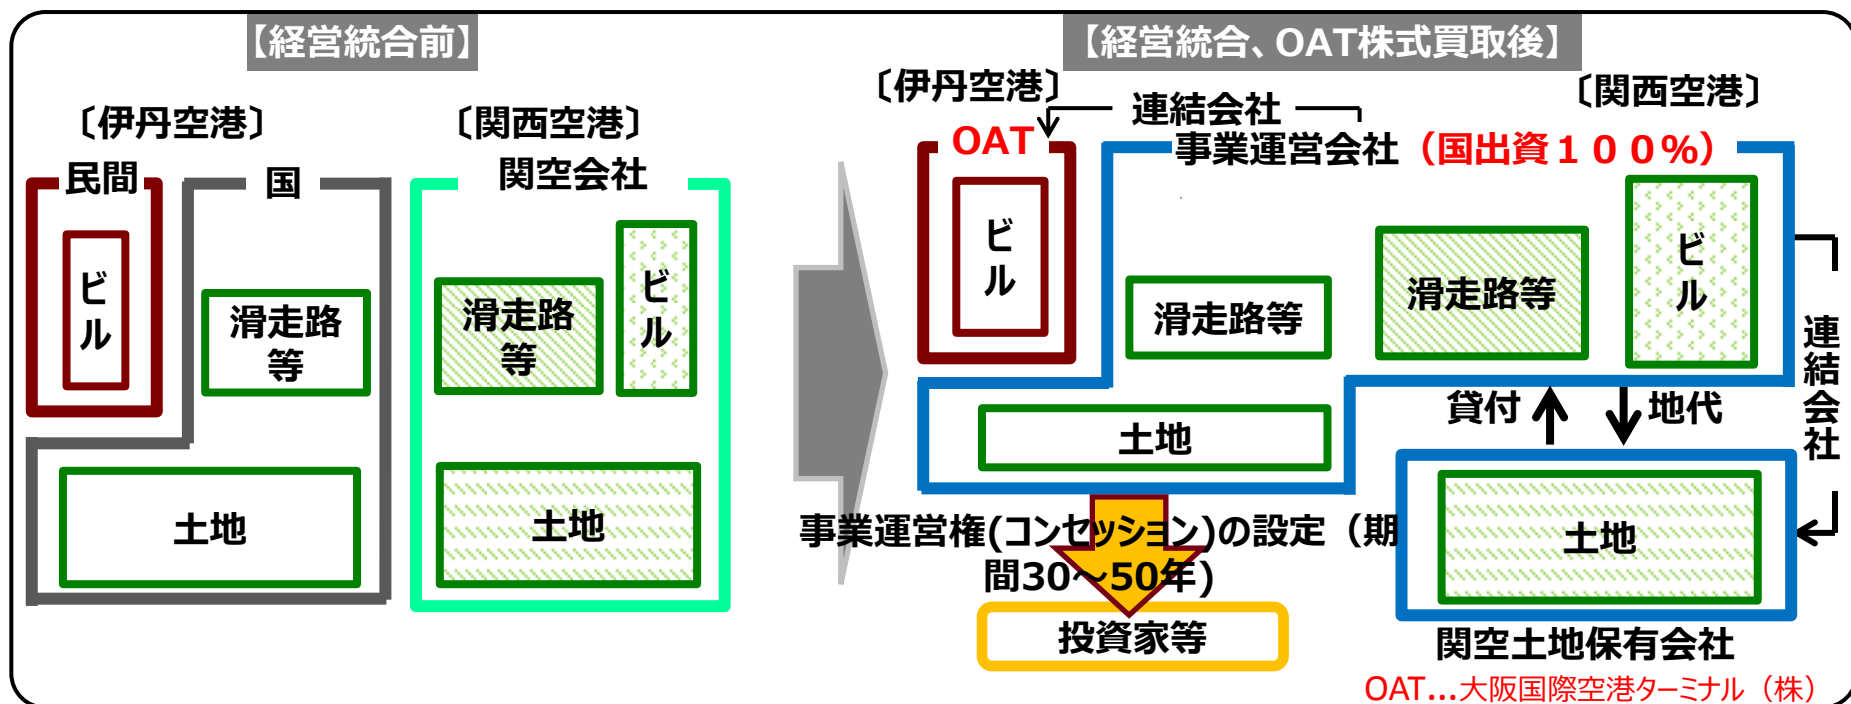 【経営統合前】
〔伊丹空港〕
〔関西空港〕
民間
国
関空会社
ビル
滑走路
等
土地
滑走路
等
ビル
土地
【経営統合、OAT株式買取後】
〔伊丹空港〕
連結会社
〔関西空港〕
OAT
事業運営会社（国出資１００％）
ビル
滑走路等
滑走路等
ビル
土地
貸付
地代
連結会社
事業運営権(コンセッション)の設定（期
間30～50年)
投資家等
土地
関空土地保有会社
OAT…大阪国際空港ターミナル（株）